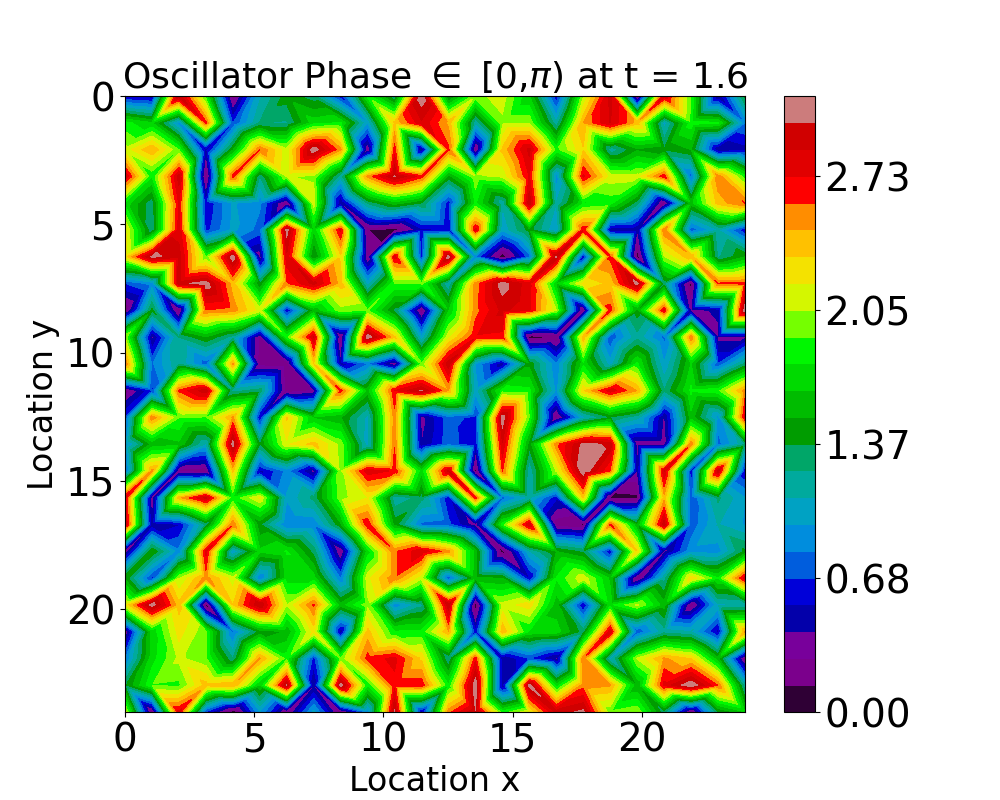 Oscillator Phase ∈ [0,π) at t = 1.6
0
5
10
15
20
Location y
0 5 10 15 20
Location x
2.73
2.05
1.37
0.68
0.00